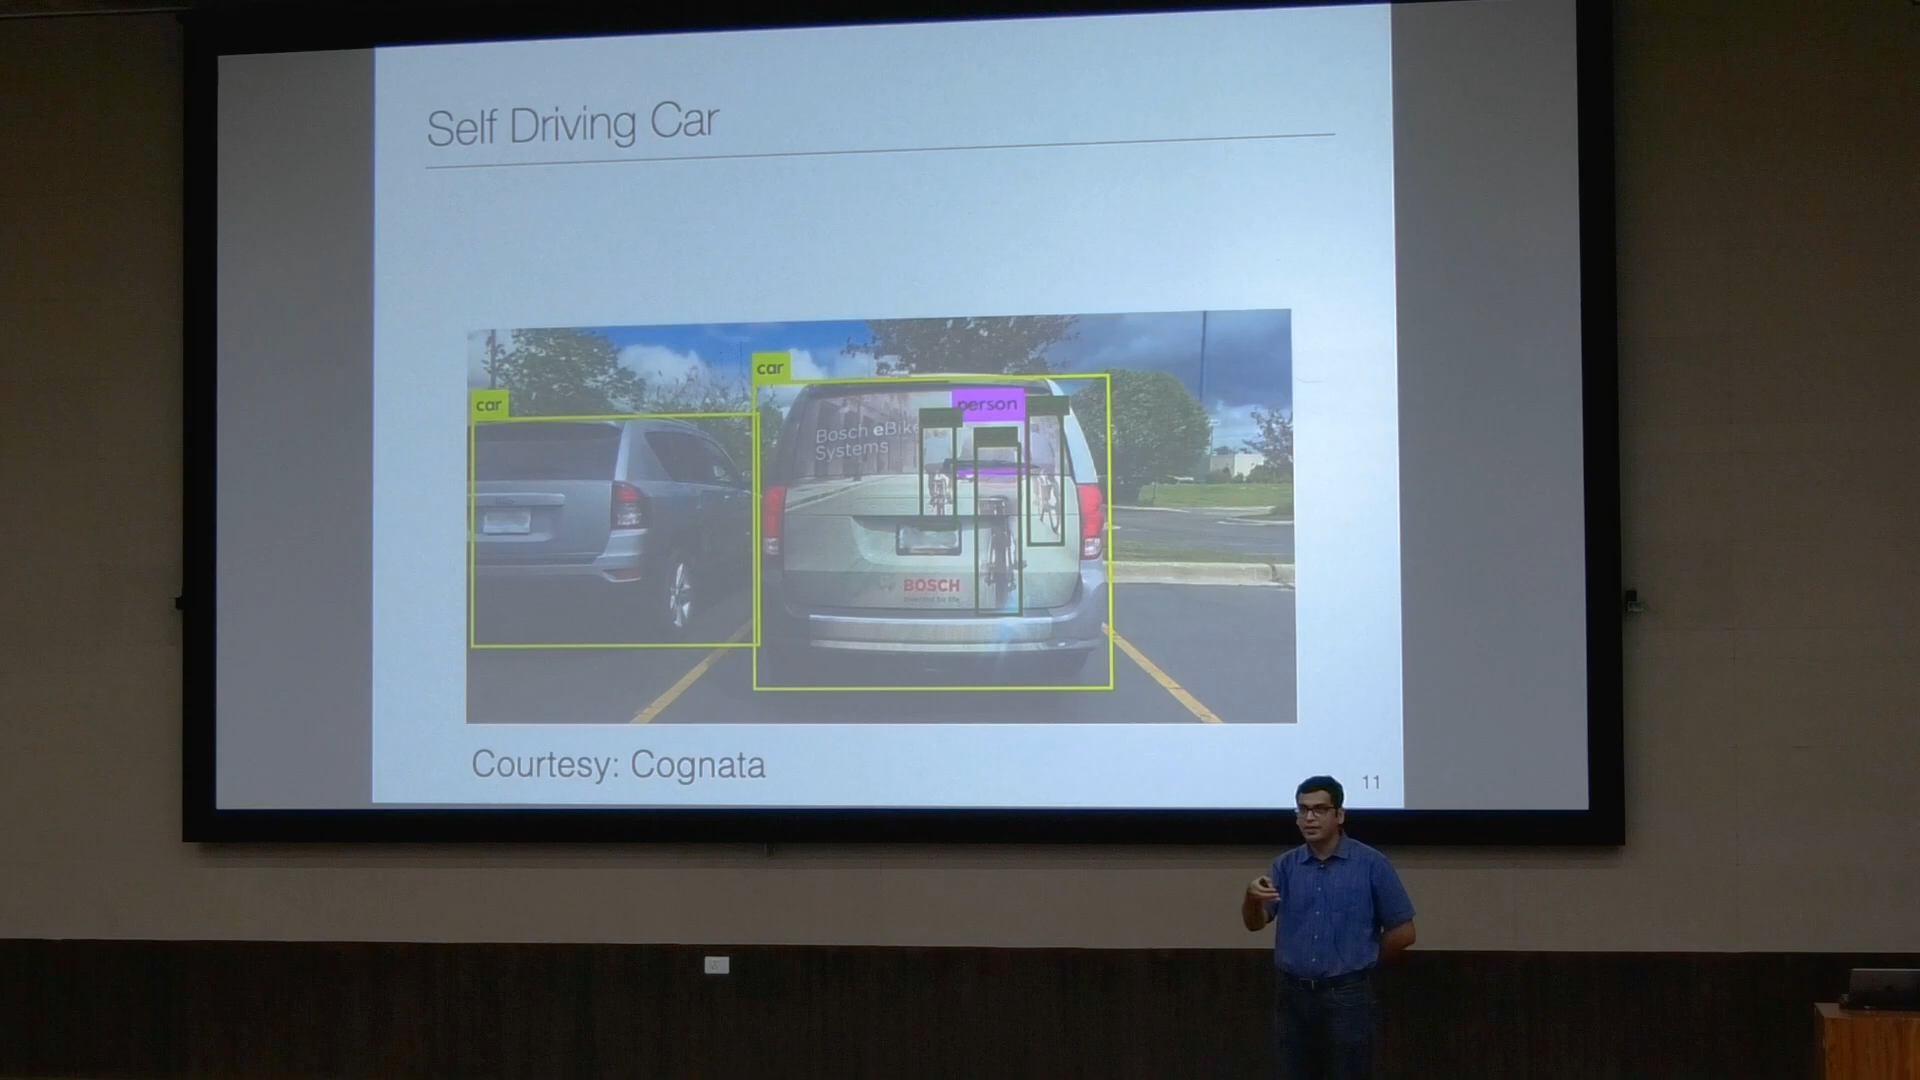 Self Driving Car
car
car
person
Bosch eBike
Systems
BOSCH
Courtesy: Cognata
11